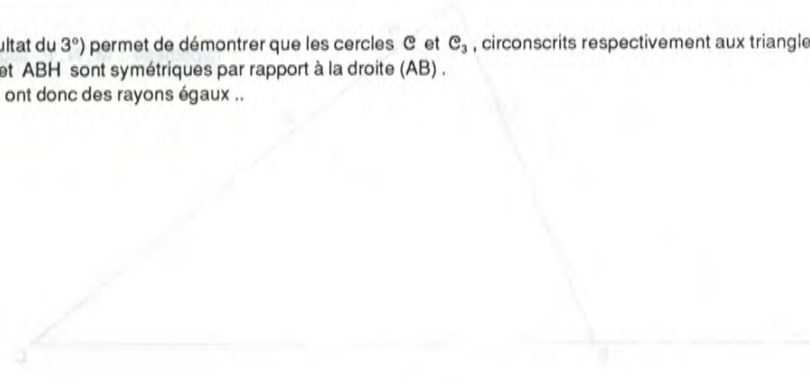 ultat du 3°) permet de démontrer que les cercles 𝒞 et 𝒞₃ , circonscrits respectivement aux triangle
et ABH sont symétriques par rapport à la droite (AB) .
ont donc des rayons égaux ..